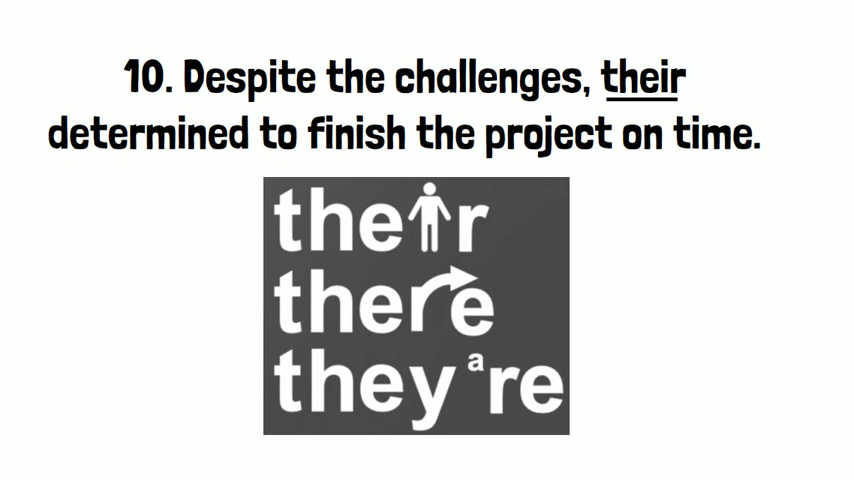 10. Despite the challenges, their
determined to finish the project on time.
their
there
they're